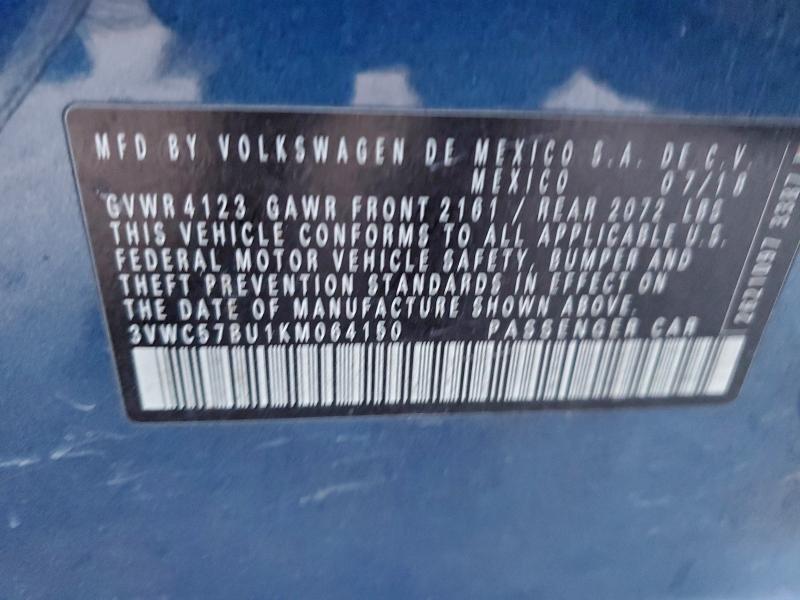 MFD BY VOLKSWAGEN DE MEXICO S.A. DE C.V.
MEXICO 07/18
GVWR 4123 GAWR FRONT 2161 / REAR 2072 LBS
THIS VEHICLE CONFORMS TO ALL APPLICABLE U.S.
FEDERAL MOTOR VEHICLE SAFETY, BUMPER AND
THEFT PREVENTION STANDARDS IN EFFECT ON
THE DATE OF MANUFACTURE SHOWN ABOVE.
3VWC57BU1KM064150 PASSENGER CAR